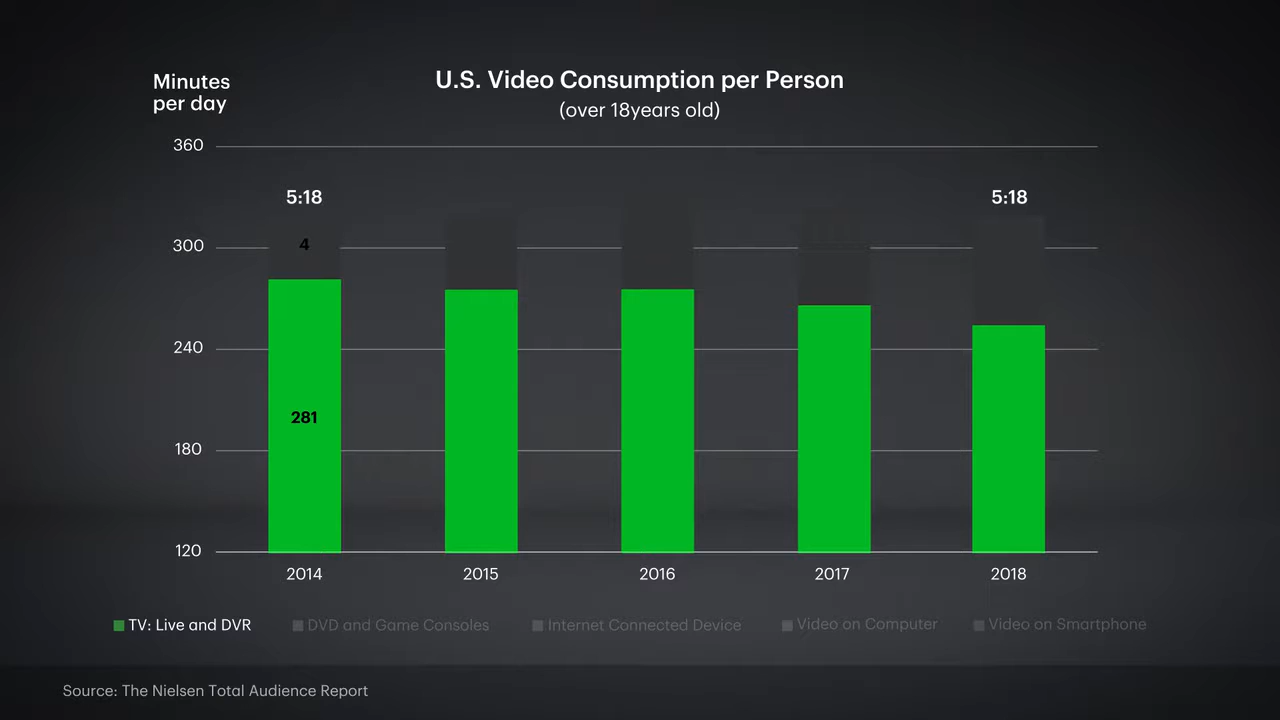 Minutes
per day
U.S. Video Consumption per Person
(over 18years old)
360
5:18
5:18
300
4
240
281
180
120
2014
2015
2016
2017
2018
TV: Live and DVR
DVD and Game Consoles
Internet Connected Device
Video on Computer
Video on Smartphone
Source: The Nielsen Total Audience Report